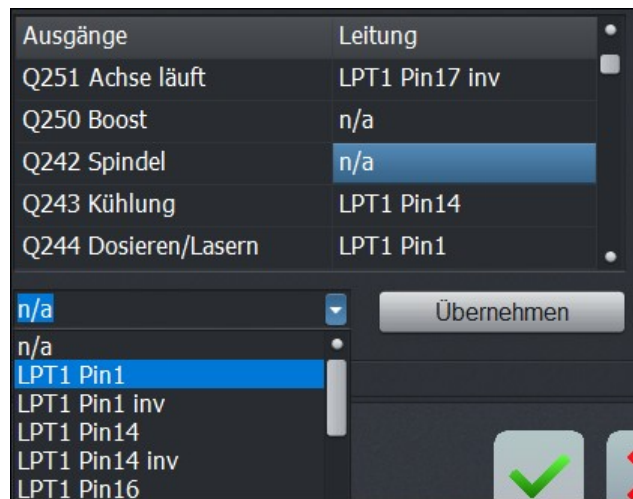 Ausgänge Leitung
Q251 Achse läuft LPT1 Pin17 inv
Q250 Boost n/a
Q242 Spindel n/a
Q243 Kühlung LPT1 Pin14
Q244 Dosieren/Lasern LPT1 Pin1
n/a Übernehmen
n/a
LPT1 Pin1
LPT1 Pin1 inv
LPT1 Pin14
LPT1 Pin14 inv
LPT1 Pin16